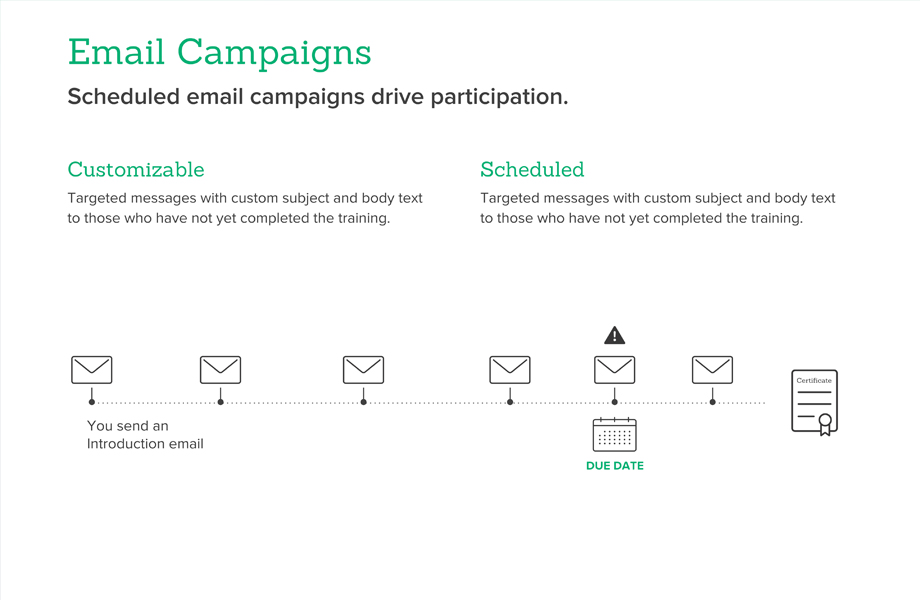 Email Campaigns
Scheduled email campaigns drive participation.
Customizable
Targeted messages with custom subject and body text
to those who have not yet completed the training.
Scheduled
Targeted messages with custom subject and body text
to those who have not yet completed the training.
You send an
Introduction email
DUE DATE
Certificate